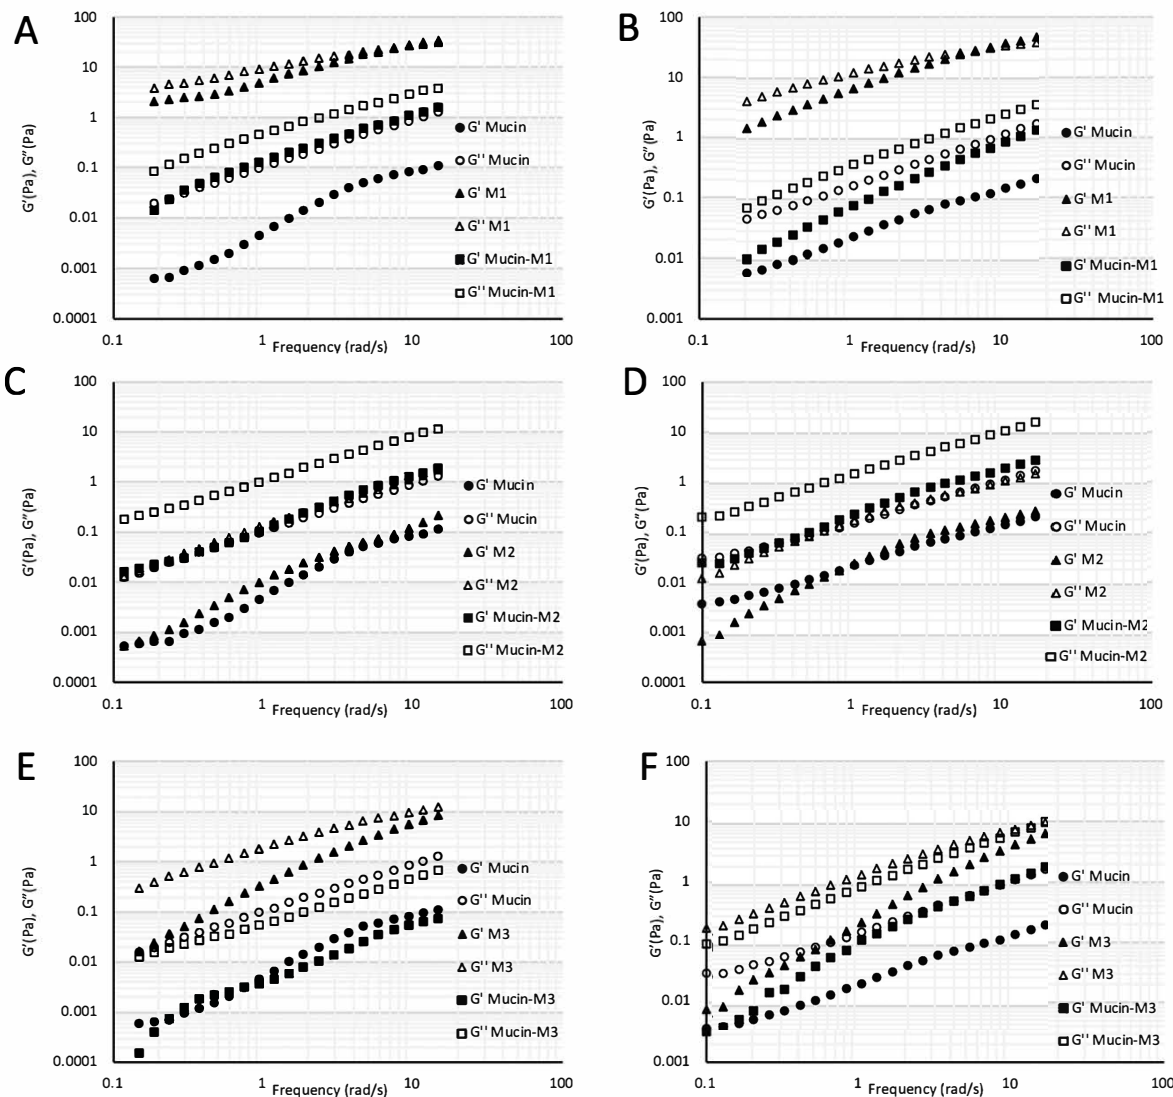 A
100
10
1
0.1
0.01
0.001
0.0001
G'(Pa), G''(Pa)
0.1
1
10
100
Frequency (rad/s)
G' Mucin
G'' Mucin
G' M1
G'' M1
G' Mucin-M1
G'' Mucin-M1
B
100
10
1
0.1
0.01
0.001
G'(Pa), G''(Pa)
0.1
1
10
100
Frequency (rad/s)
G' Mucin
G'' Mucin
G' M1
G'' M1
G' Mucin-M1
G'' Mucin-M1
C
100
10
1
0.1
0.01
0.001
0.0001
G'(Pa), G''(Pa)
0.1
1
10
100
Frequency (rad/s)
G' Mucin
G'' Mucin
G' M2
G'' M2
G' Mucin-M2
G'' Mucin-M2
D
100
10
1
0.1
0.01
0.001
0.0001
G'(Pa), G''(Pa)
0.1
1
10
100
Frequency (rad/s)
G' Mucin
G'' Mucin
G' M2
G'' M2
G' Mucin-M2
G'' Mucin-M2
E
100
10
1
0.1
0.01
0.001
0.0001
G'(Pa), G''(Pa)
0.1
1
10
100
Frequency (rad/s)
G' Mucin
G'' Mucin
G' M3
G'' M3
G' Mucin-M3
G'' Mucin-M3
F
100
10
1
0.1
0.01
0.001
G'(Pa), G''(Pa)
0.1
1
10
100
Frequency (rad/s)
G' Mucin
G'' Mucin
G' M3
G'' M3
G' Mucin-M3
G'' Mucin-M3